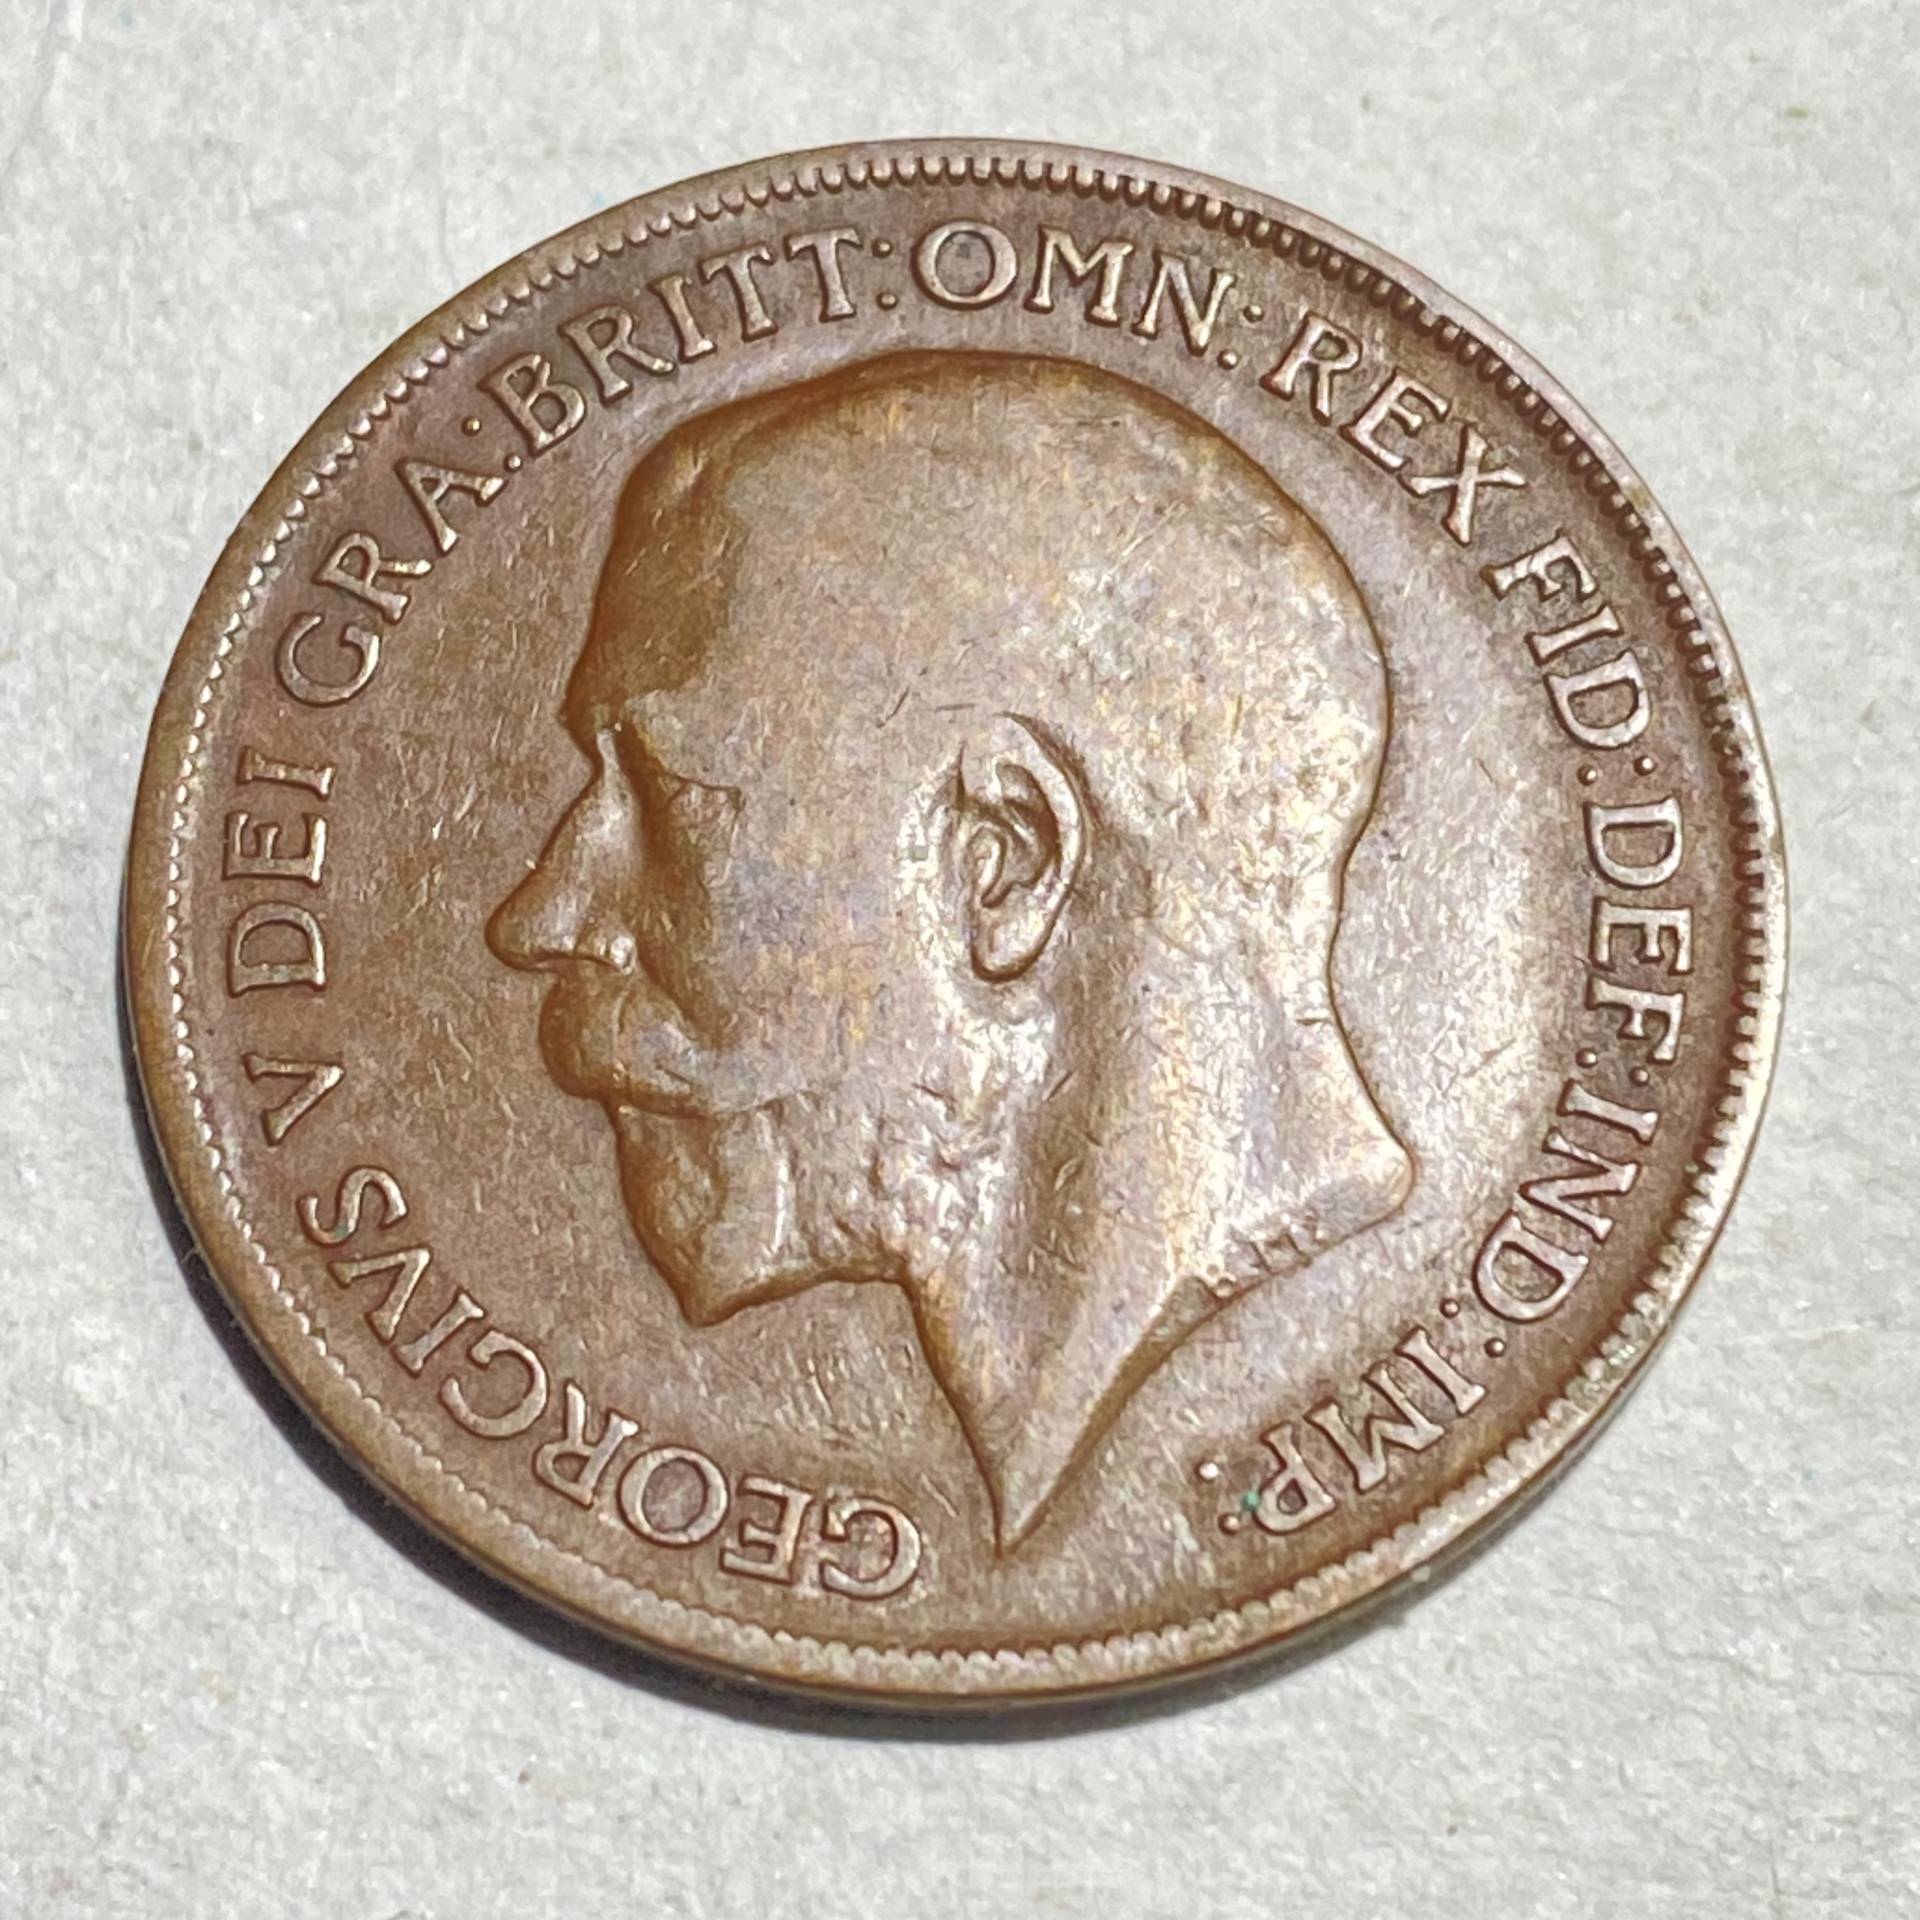 GEORGIVS V DEI GRA:BRITT:OMN:REX FID:DEF:IND:IMP: